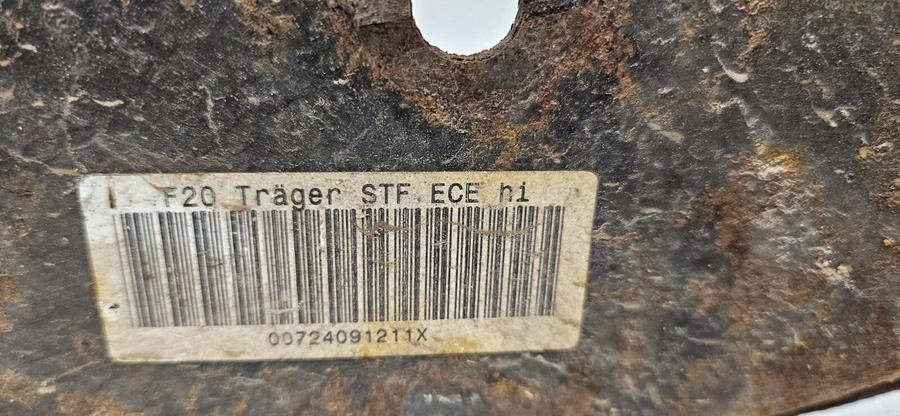 F20 Träger STF ECE hi
00724091211X